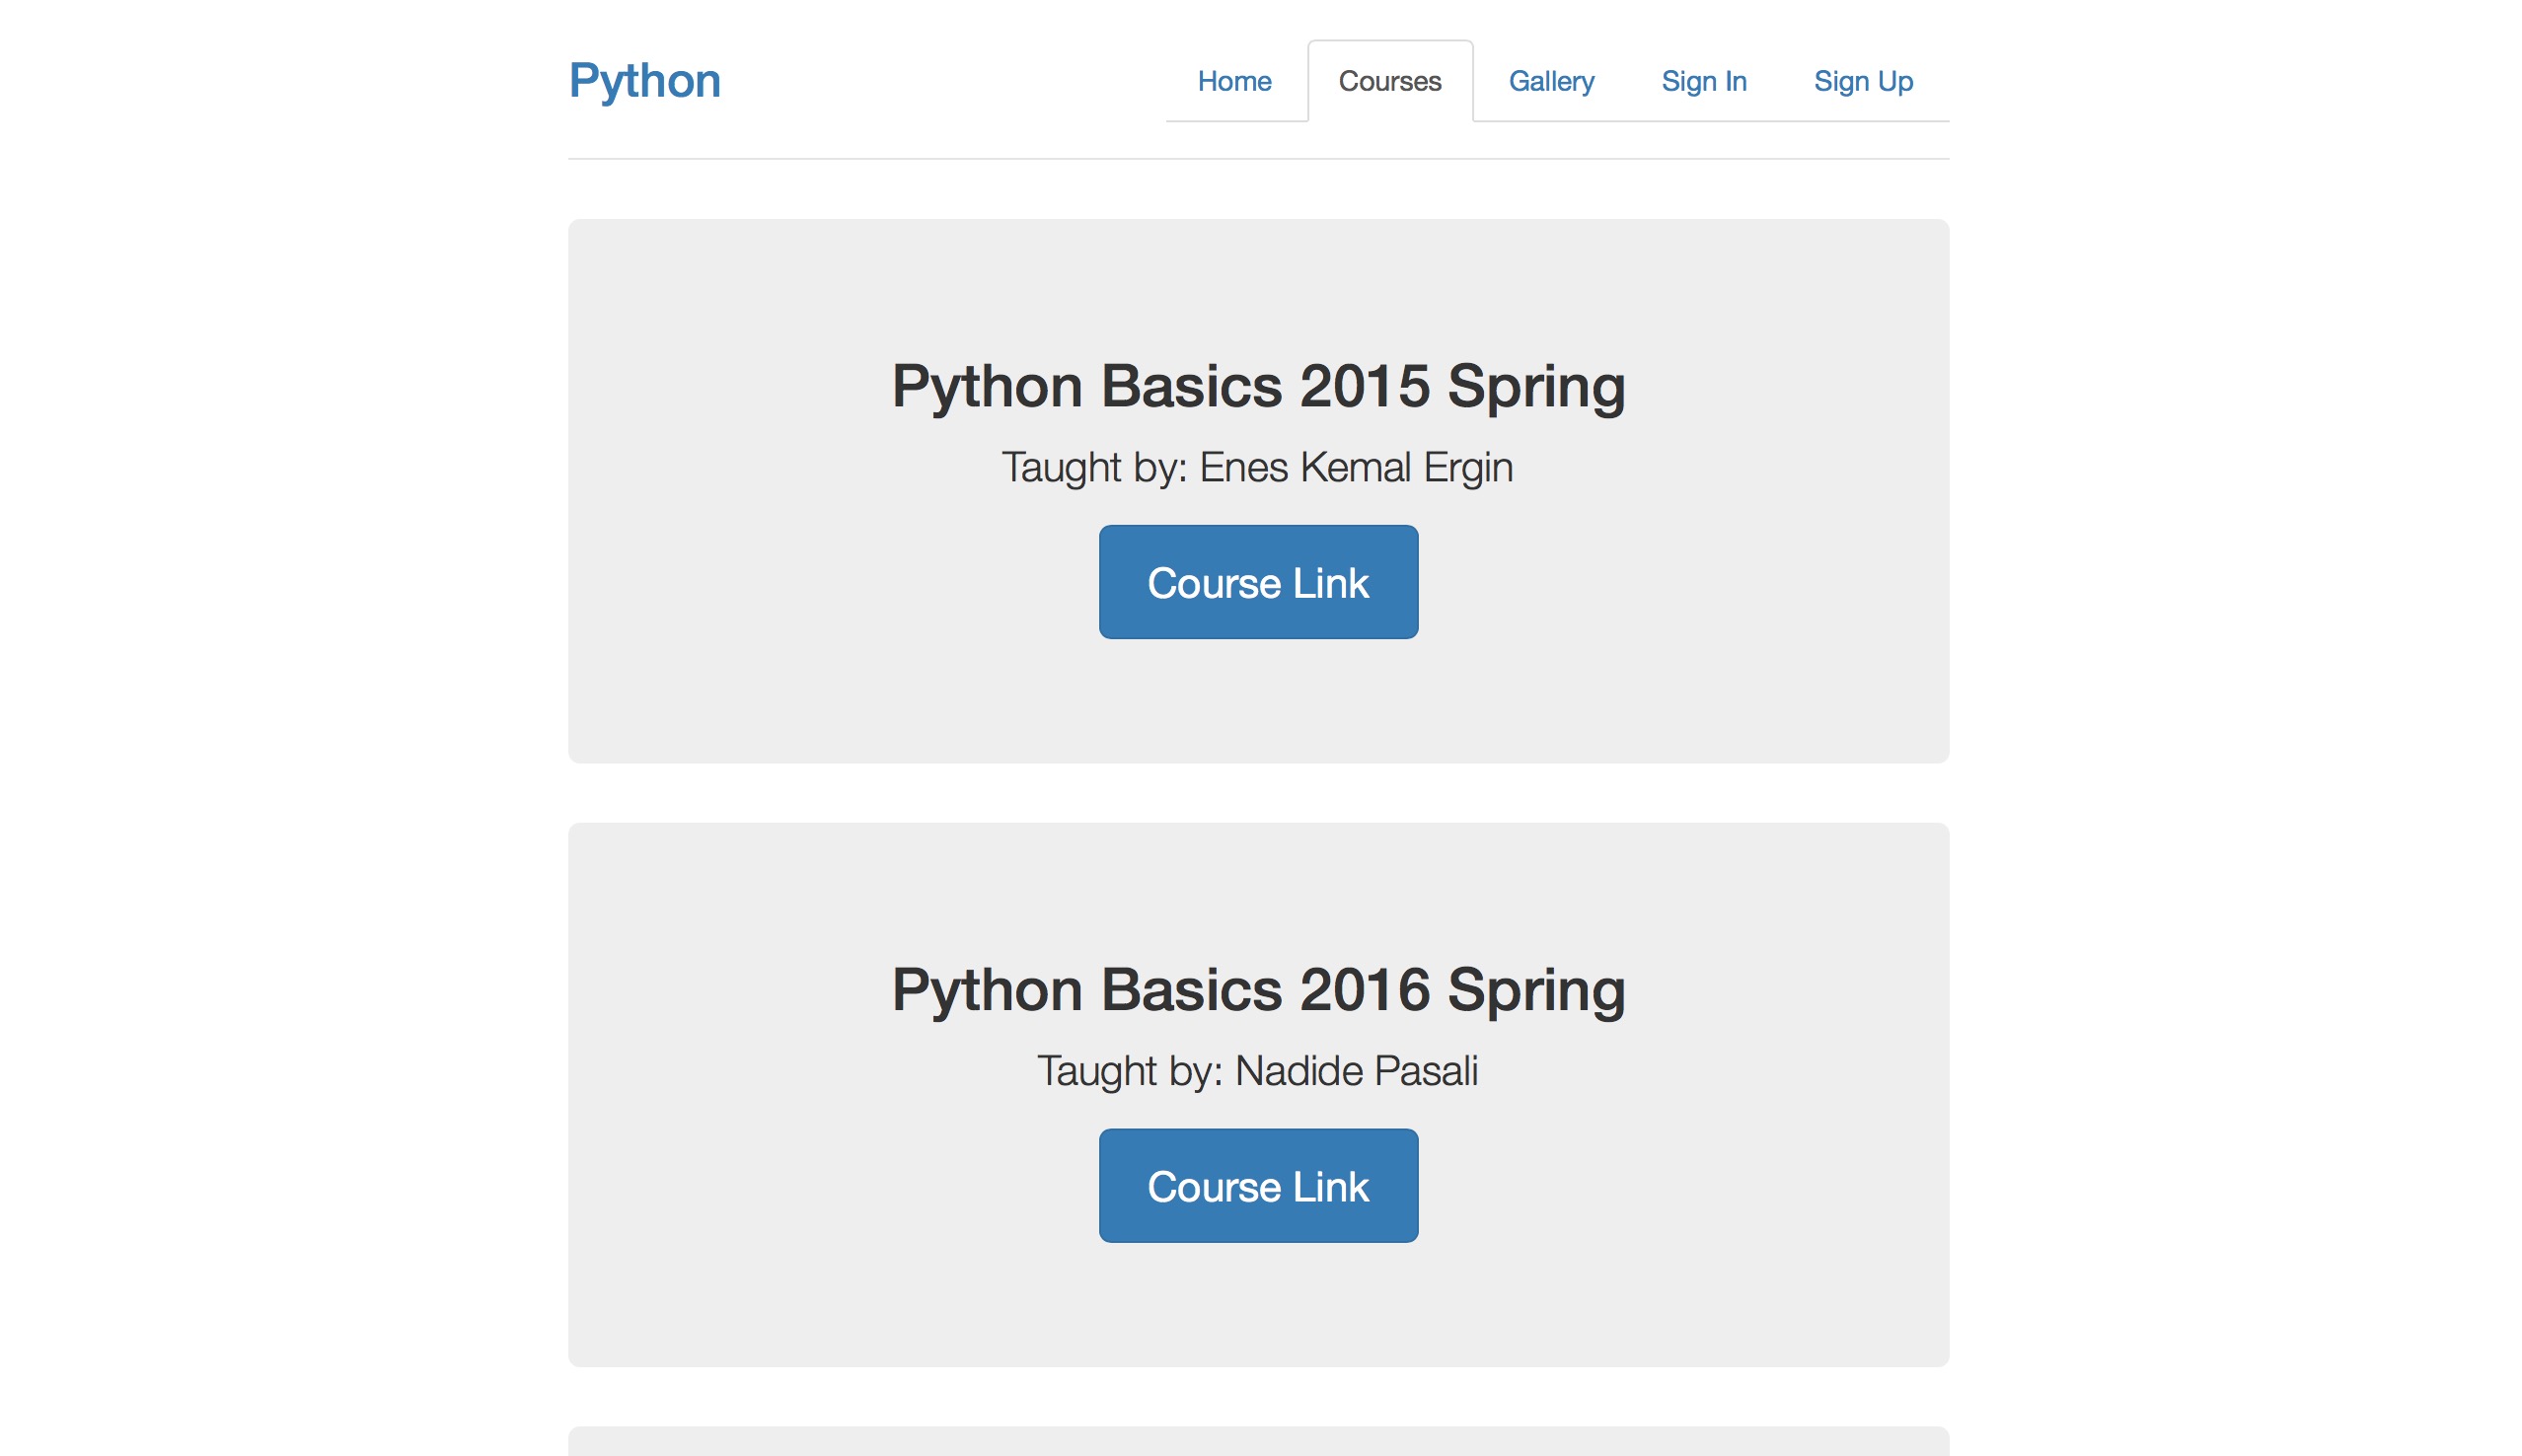 Python
Home Courses Gallery Sign In Sign Up
Python Basics 2015 Spring
Taught by: Enes Kemal Ergin
Course Link
Python Basics 2016 Spring
Taught by: Nadide Pasali
Course Link